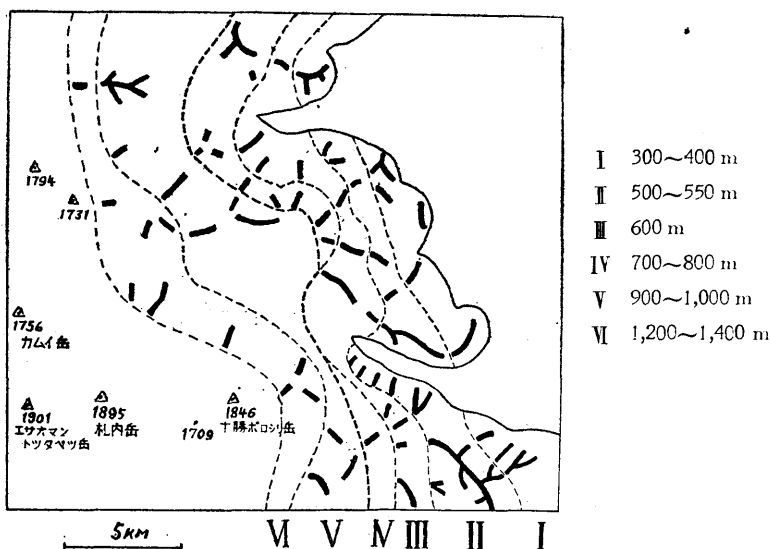 I 300～400 m
II 500～550 m
III 600 m
IV 700～800 m
V 900～1,000 m
VI 1,200～1,400 m
1794
1731
1756
カムイ岳
1901
エサオマン
トッタベツ岳
1895
札内岳
1709
1846
十勝ポロシリ岳
5KM
VI V IV III II I